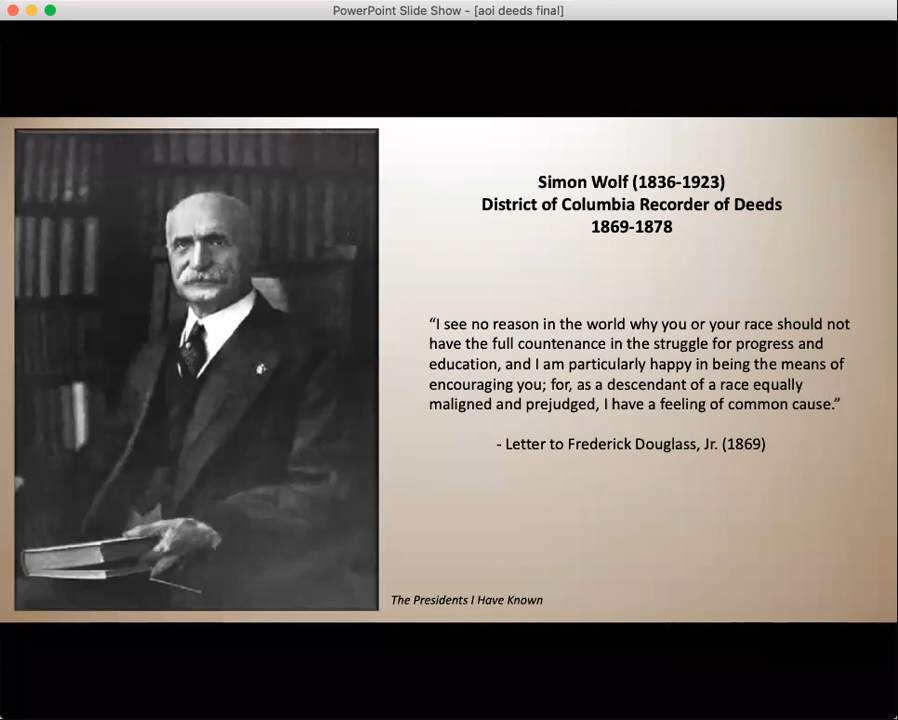 PowerPoint Slide Show - [aoi deeds final]
Simon Wolf (1836-1923)
District of Columbia Recorder of Deeds
1869-1878
“I see no reason in the world why you or your race should not
have the full countenance in the struggle for progress and
education, and I am particularly happy in being the means of
encouraging you; for, as a descendant of a race equally
maligned and prejudged, I have a feeling of common cause.”
- Letter to Frederick Douglass, Jr. (1869)
The Presidents I Have Known